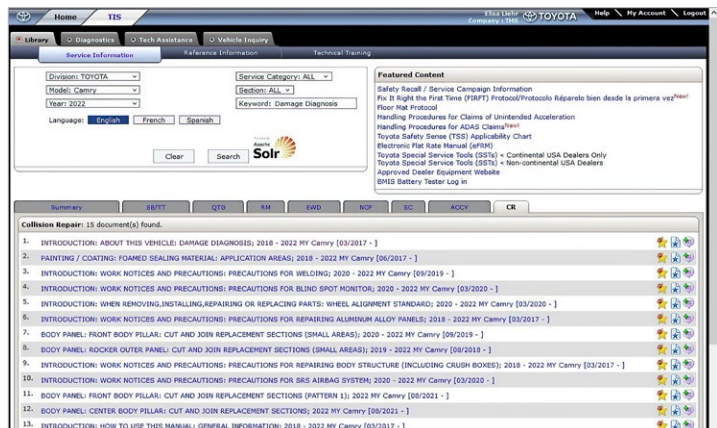 Home TIS
Elisa Liehr
Company : TMS
TOYOTA
Help My Account Logout
Library Diagnostics Tech Assistance Vehicle Inquiry
Service Information Reference Information Technical Training
Division: TOYOTA
Service Category: ALL
Model: Camry
Section: ALL
Year: 2022
Keyword: Damage Diagnosis
Language: English French Spanish
Clear Search
Apache
Solr
Featured Content
Safety Recall / Service Campaign Information
Fix It Right the First Time (FIRFT) Protocol/Protocolo Réparelo bien desde la primera vez New!
Floor Mat Protocol
Handling Procedures for Claims of Unintended Acceleration
Handling Procedures for ADAS Claims New!
Toyota Safety Sense (TSS) Applicability Chart
Electronic Flat Rate Manual (eFRM)
Toyota Special Service Tools (SSTs) < Continental USA Dealers Only
Toyota Special Service Tools (SSTs) < Non-continental USA Dealers
Approved Dealer Equipment Website
BMIS Battery Tester Log in
Summary SB/TT QTG RM EWD NCF SC ACCY CR
Collision Repair: 15 document(s) found.
1. INTRODUCTION: ABOUT THIS VEHICLE: DAMAGE DIAGNOSIS; 2018 - 2022 MY Camry [03/2017 - ]
2. PAINTING / COATING: FOAMED SEALING MATERIAL: APPLICATION AREAS; 2018 - 2022 MY Camry [06/2017 - ]
3. INTRODUCTION: WORK NOTICES AND PRECAUTIONS: PRECAUTIONS FOR WELDING; 2020 - 2022 MY Camry [09/2019 - ]
4. INTRODUCTION: WORK NOTICES AND PRECAUTIONS: PRECAUTIONS FOR BLIND SPOT MONITOR; 2020 - 2022 MY Camry [03/2020 - ]
5. INTRODUCTION: WHEN REMOVING,INSTALLING,REPAIRING OR REPLACING PARTS: WHEEL ALIGNMENT STANDARD; 2020 - 2022 MY Camry [03/2020 - ]
6. INTRODUCTION: WORK NOTICES AND PRECAUTIONS: PRECAUTIONS FOR REPAIRING ALUMINUM ALLOY PANELS; 2018 - 2022 MY Camry [03/2017 - ]
7. BODY PANEL: FRONT BODY PILLAR: CUT AND JOIN REPLACEMENT SECTIONS (SMALL AREAS); 2020 - 2022 MY Camry [09/2019 - ]
8. BODY PANEL: ROCKER OUTER PANEL: CUT AND JOIN REPLACEMENT SECTIONS (SMALL AREAS); 2019 - 2022 MY Camry [08/2018 - ]
9. INTRODUCTION: WORK NOTICES AND PRECAUTIONS: PRECAUTIONS FOR REPAIRING BODY STRUCTURE (INCLUDING CRUSH BOXES); 2018 - 2022 MY Camry [03/2017 - ]
10. INTRODUCTION: WORK NOTICES AND PRECAUTIONS: PRECAUTIONS FOR SRS AIRBAG SYSTEM; 2020 - 2022 MY Camry [03/2020 - ]
11. BODY PANEL: FRONT BODY PILLAR: CUT AND JOIN REPLACEMENT SECTIONS (PATTERN 1); 2022 MY Camry [08/2021 - ]
12. BODY PANEL: CENTER BODY PILLAR: CUT AND JOIN REPLACEMENT SECTIONS; 2022 MY Camry [08/2021 - ]
13. INTRODUCTION: HOW TO USE THIS MANUAL: GENERAL INFORMATION; 2018 - 2022 MY Camry [03/2017 - ]